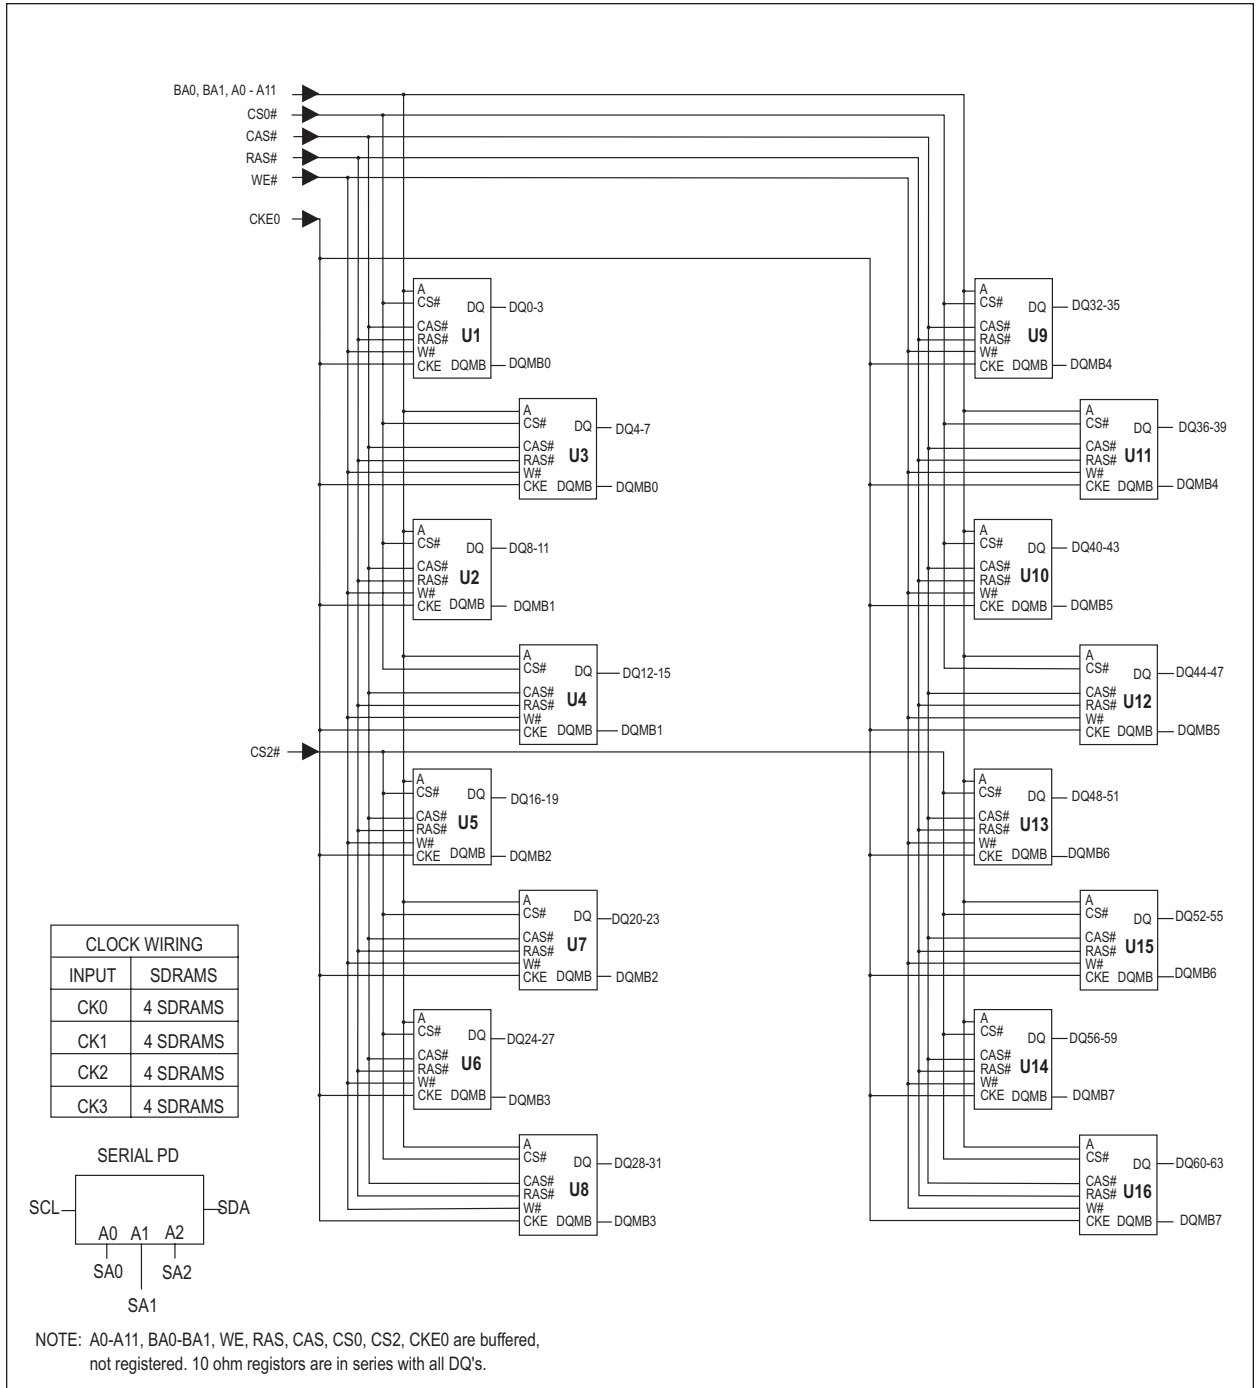 BA0, BA1, A0 - A11
CS0#
CAS#
RAS#
WE#
CKE0
A
CS#
DQ
DQ0-3
CAS#
RAS#
U1
W#
CKE DQMB
DQMB0
A
CS#
DQ
DQ32-35
CAS#
RAS#
U9
W#
CKE DQMB
DQMB4
A
CS#
DQ
DQ4-7
CAS#
RAS#
U3
W#
CKE DQMB
DQMB0
A
CS#
DQ
DQ36-39
CAS#
RAS#
U11
W#
CKE DQMB
DQMB4
A
CS#
DQ
DQ8-11
CAS#
RAS#
U2
W#
CKE DQMB
DQMB1
A
CS#
DQ
DQ40-43
CAS#
RAS#
U10
W#
CKE DQMB
DQMB5
A
CS#
DQ
DQ12-15
CAS#
RAS#
U4
W#
CKE DQMB
DQMB1
A
CS#
DQ
DQ44-47
CAS#
RAS#
U12
W#
CKE DQMB
DQMB5
CS2#
A
CS#
DQ
DQ16-19
CAS#
RAS#
U5
W#
CKE DQMB
DQMB2
A
CS#
DQ
DQ48-51
CAS#
RAS#
U13
W#
CKE DQMB
DQMB6
A
CS#
DQ
DQ20-23
CAS#
RAS#
U7
W#
CKE DQMB
DQMB2
A
CS#
DQ
DQ52-55
CAS#
RAS#
U15
W#
CKE DQMB
DQMB6
A
CS#
DQ
DQ24-27
CAS#
RAS#
U6
W#
CKE DQMB
DQMB3
A
CS#
DQ
DQ56-59
CAS#
RAS#
U14
W#
CKE DQMB
DQMB7
A
CS#
DQ
DQ28-31
CAS#
RAS#
U8
W#
CKE DQMB
DQMB3
A
CS#
DQ
DQ60-63
CAS#
RAS#
U16
W#
CKE DQMB
DQMB7
CLOCK WIRING
INPUT SDRAMS
CK0 4 SDRAMS
CK1 4 SDRAMS
CK2 4 SDRAMS
CK3 4 SDRAMS
SERIAL PD
SCL
SDA
A0 A1 A2
SA0 SA2
SA1
NOTE: A0-A11, BA0-BA1, WE, RAS, CAS, CS0, CS2, CKE0 are buffered,
not registered. 10 ohm registors are in series with all DQ's.